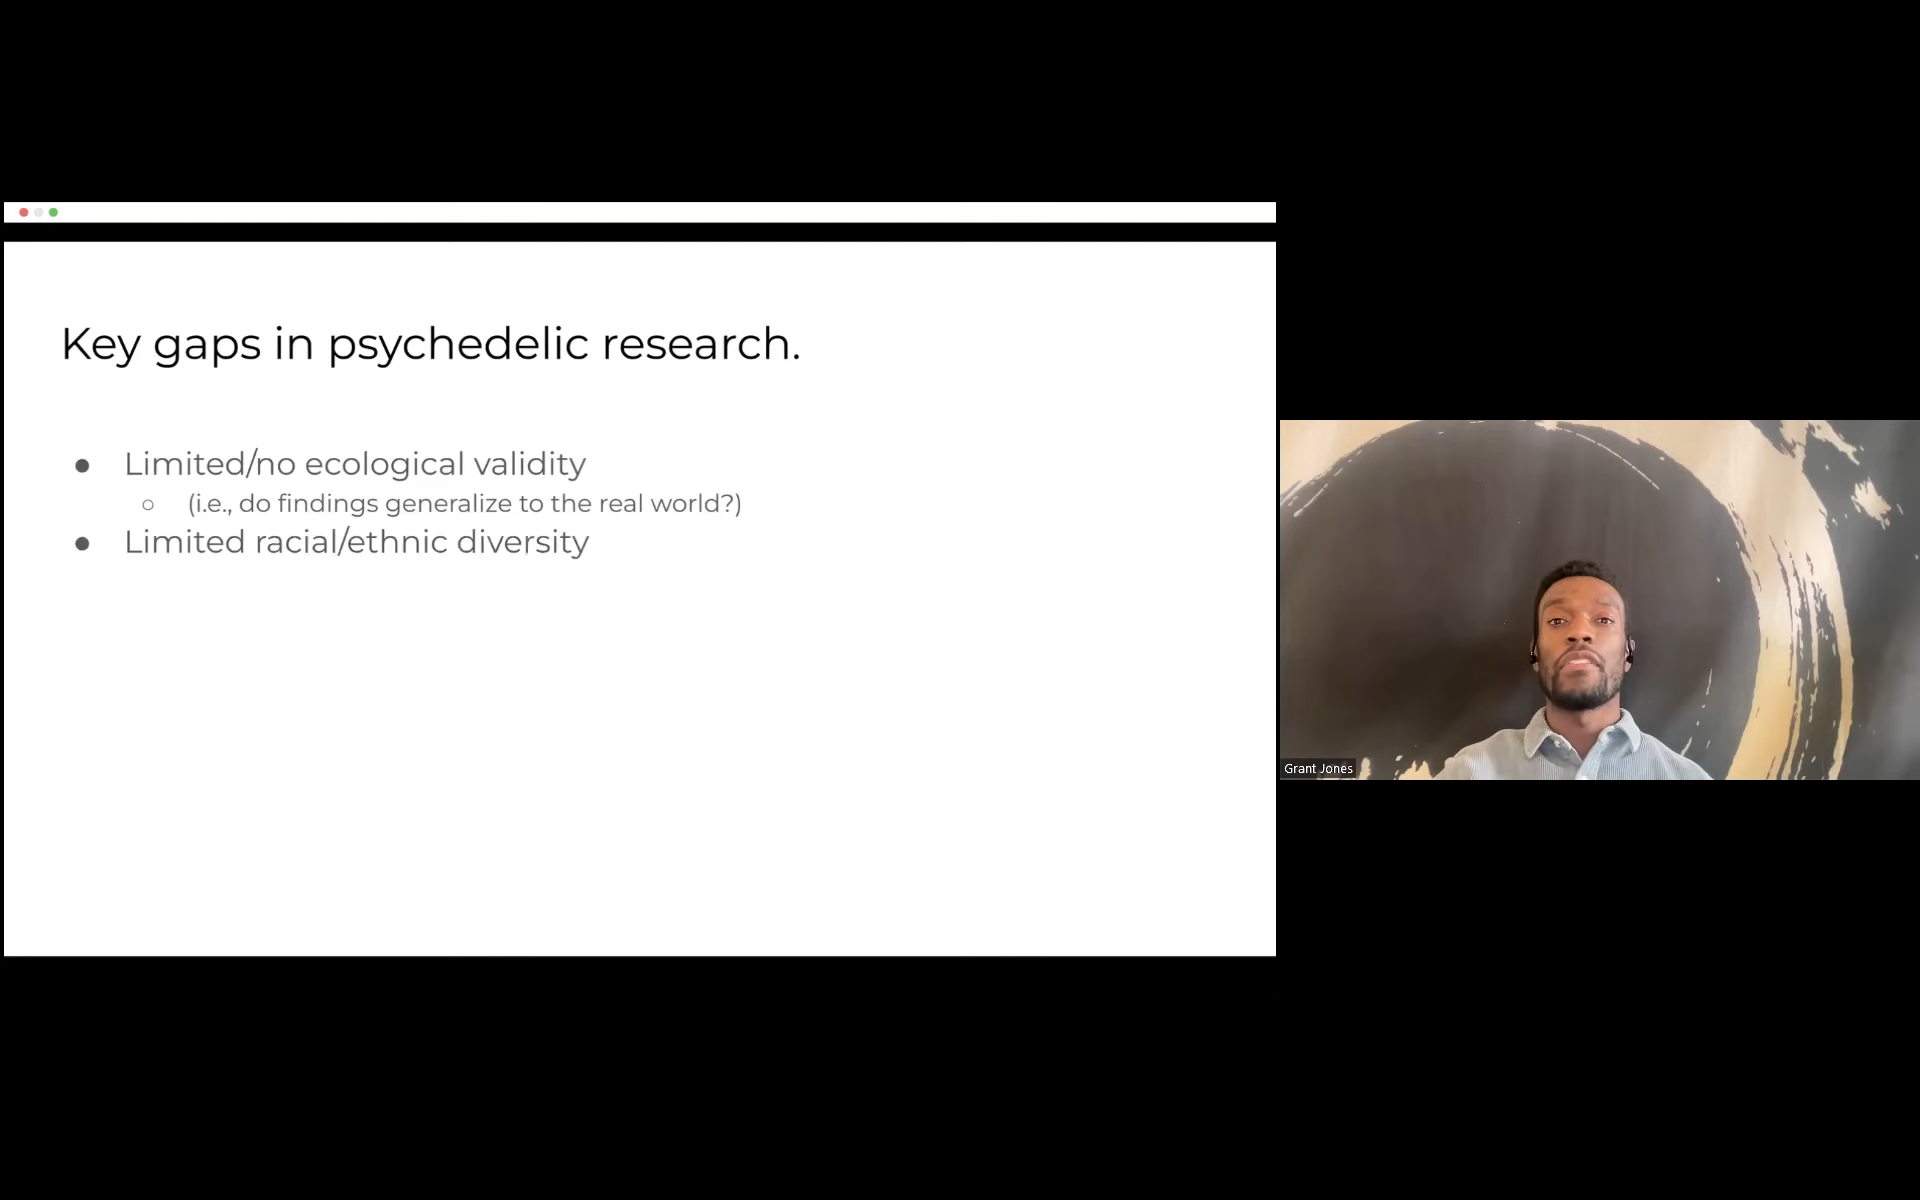 Key gaps in psychedelic research.
● Limited/no ecological validity
○ (i.e., do findings generalize to the real world?)
● Limited racial/ethnic diversity
Grant Jones